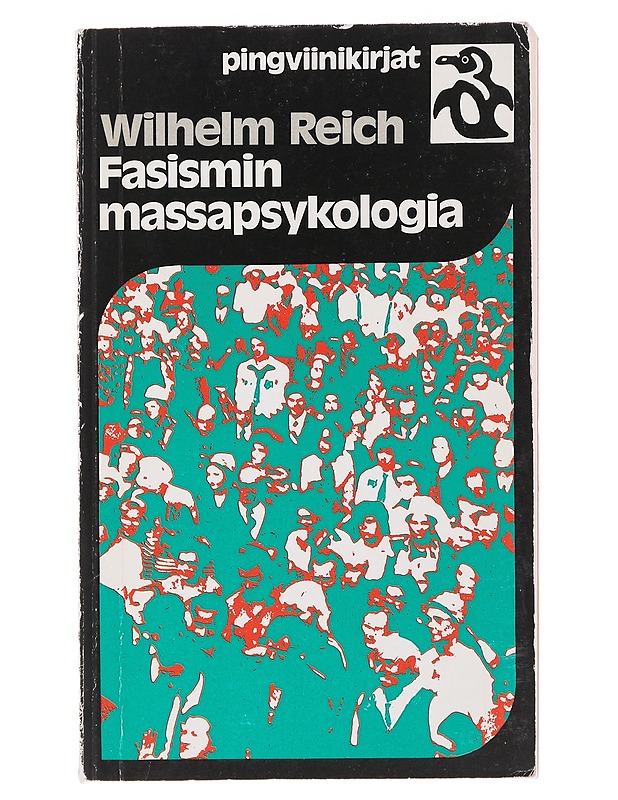 pingviinikirjat
Wilhelm Reich
Fasismin
massapsykologia